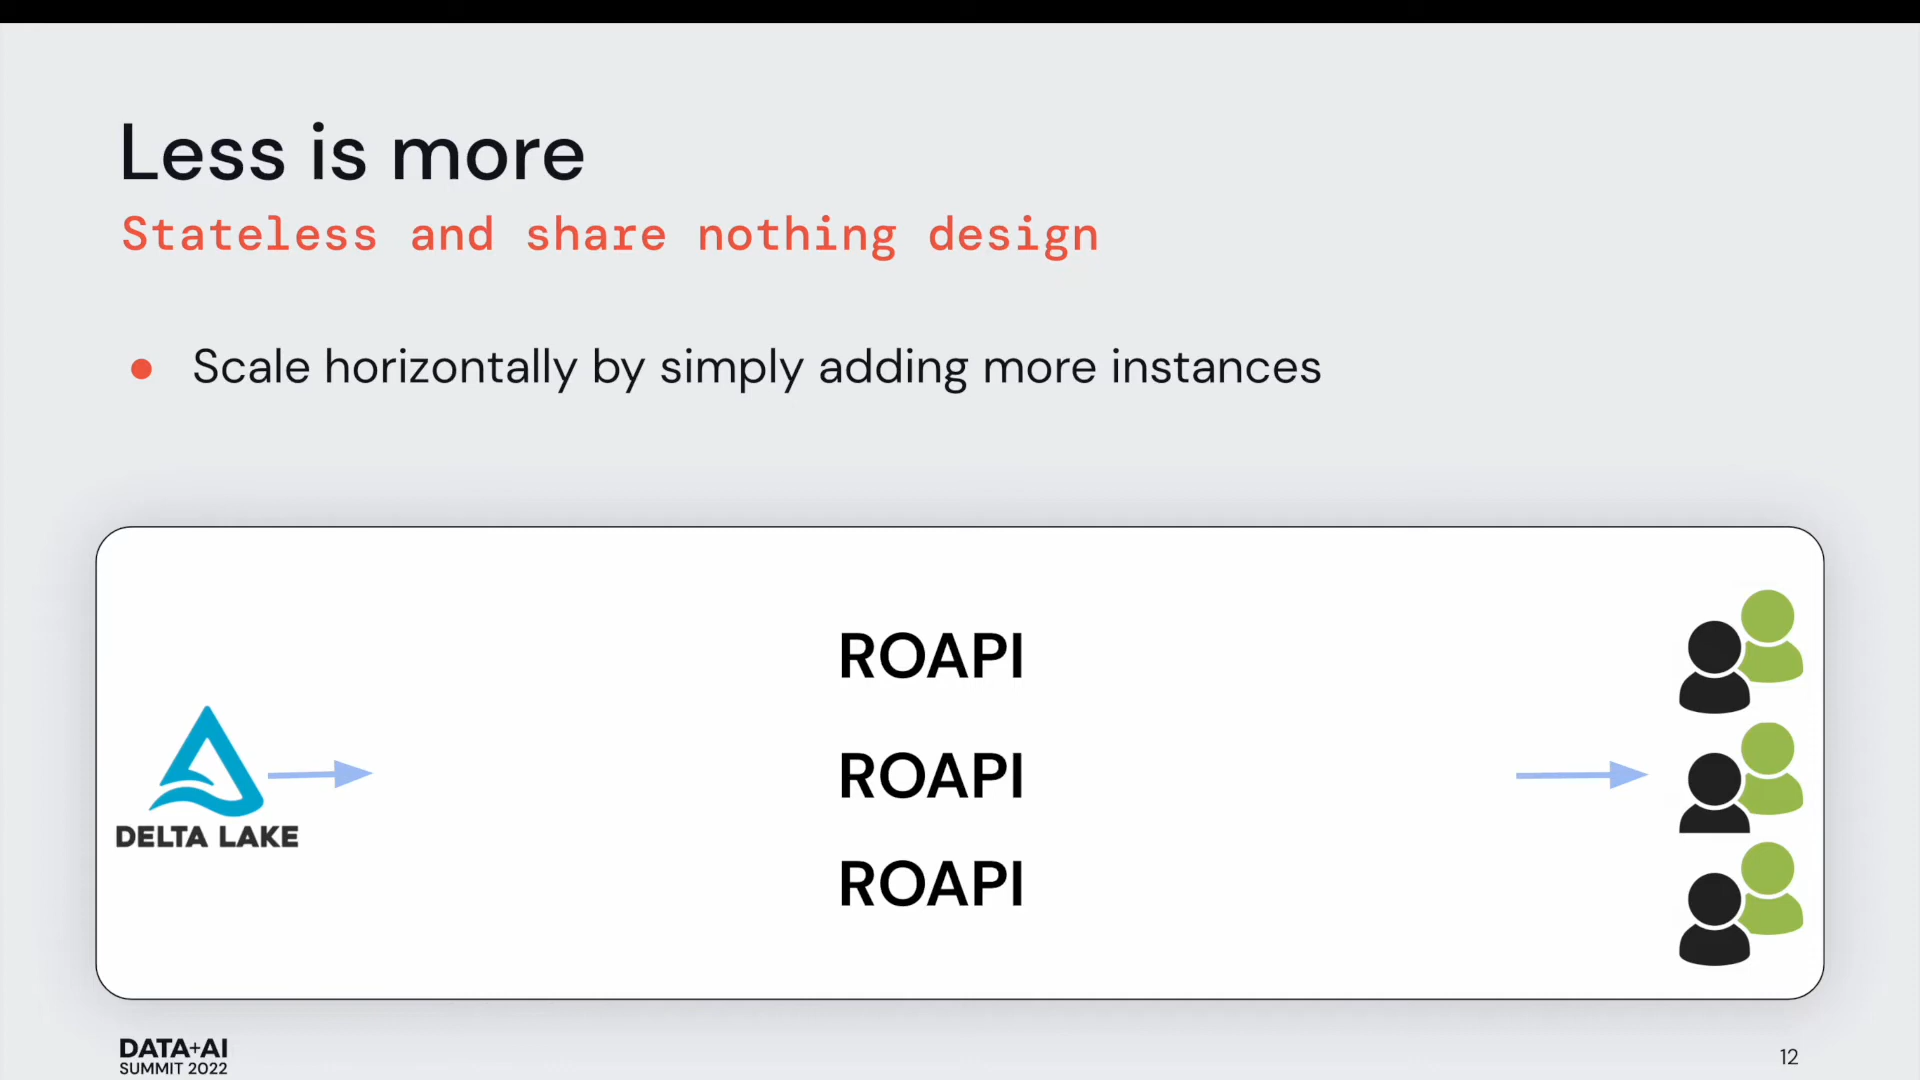 Less is more
Stateless and share nothing design
● Scale horizontally by simply adding more instances
ROAPI
ROAPI
DELTA LAKE
ROAPI
DATA+AI
SUMMIT 2022
12